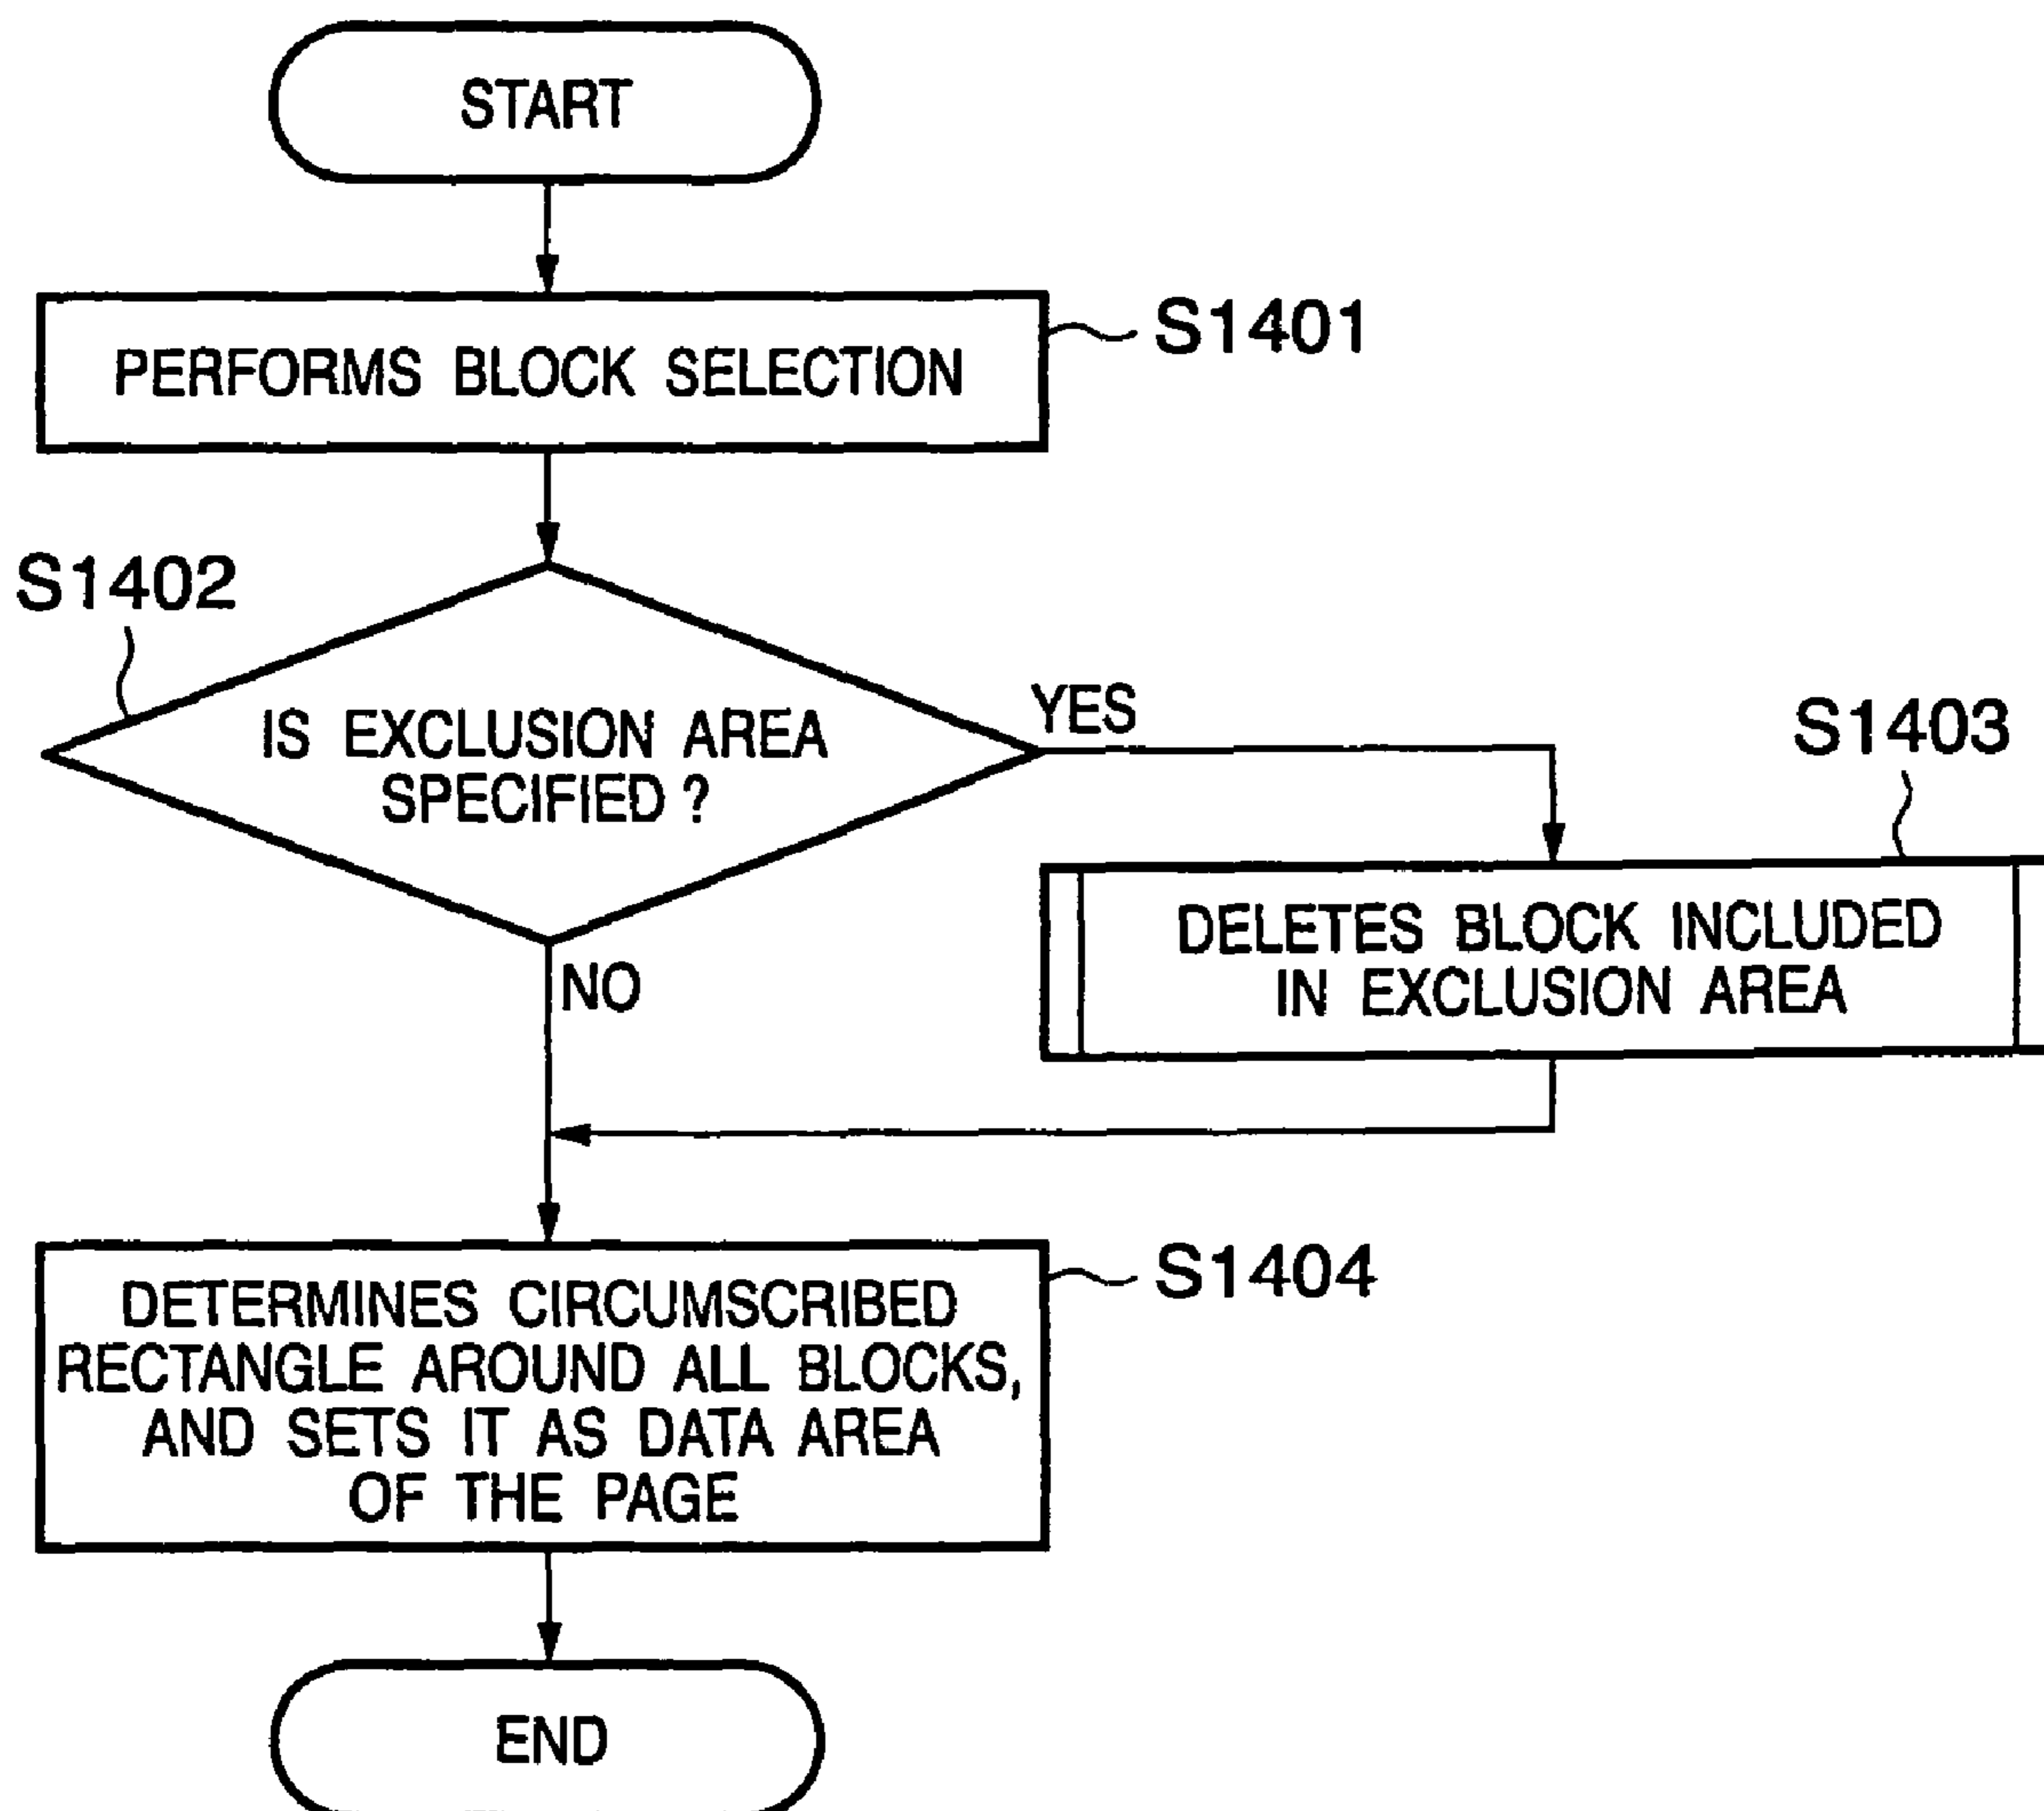 START
PERFORMS BLOCK SELECTION
S1401
S1402
IS EXCLUSION AREA
SPECIFIED ?
YES
NO
S1403
DELETES BLOCK INCLUDED
IN EXCLUSION AREA
DETERMINES CIRCUMSCRIBED
RECTANGLE AROUND ALL BLOCKS,
AND SETS IT AS DATA AREA
OF THE PAGE
S1404
END